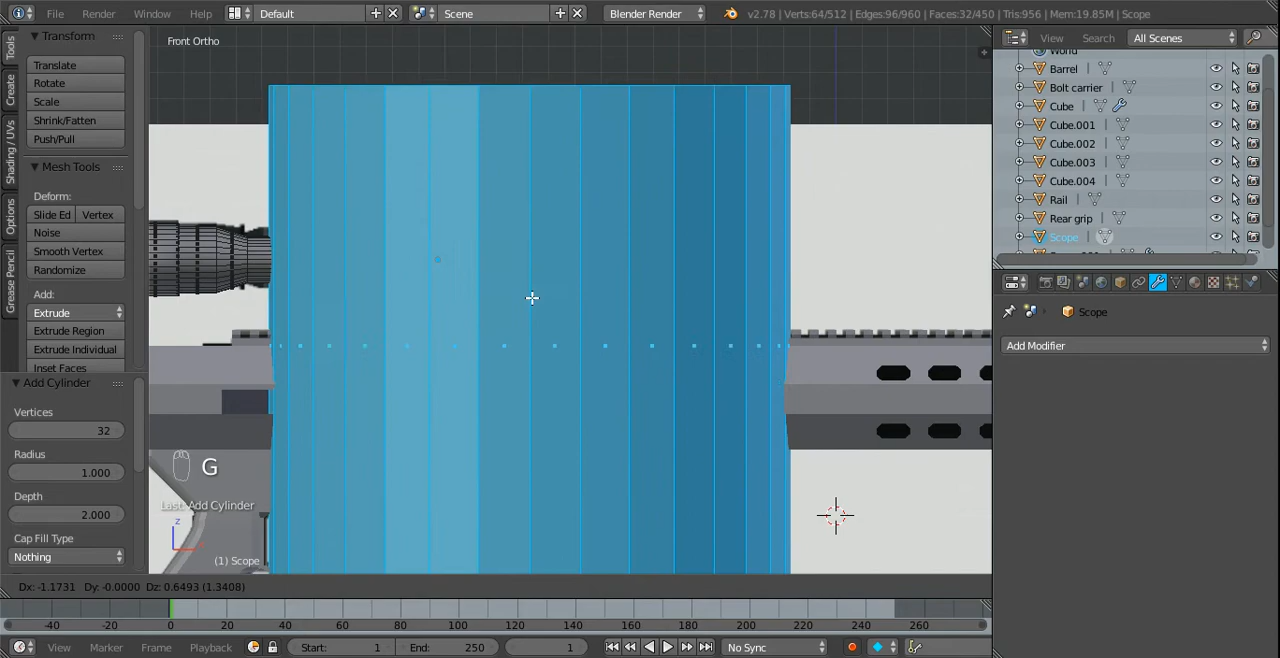 File Render Window Help Default Scene Blender Render v2.78 | Verts:64/512 | Edges:96/960 | Faces:32/450 | Tris:956 | Mem:19.85M | Scope
Tools
Create
Shading / UVs
Options
Grease Pencil
Transform
Translate
Rotate
Scale
Shrink/Fatten
Push/Pull
Mesh Tools
Deform:
Slide Ed Vertex
Noise
Smooth Vertex
Randomize
Add:
Extrude
Extrude Region
Extrude Individual
Inset Faces
Add Cylinder
Vertices
32
Radius
1.000
Depth
2.000
Cap Fill Type
Nothing
Front Ortho
G
Last: Add Cylinder
z
(1) Scope
Dx: -1.1731 Dy: -0.0000 Dz: 0.6493 (1.3408)
View Search All Scenes
World
Barrel
Bolt carrier
Cube
Cube.001
Cube.002
Cube.003
Cube.004
Rail
Rear grip
Scope
Scope
Add Modifier
-40 -20 0 20 40 60 80 100 120 140 160 180 200 220 240 260
View Marker Frame Playback Start: 1 End: 250 1 No Sync